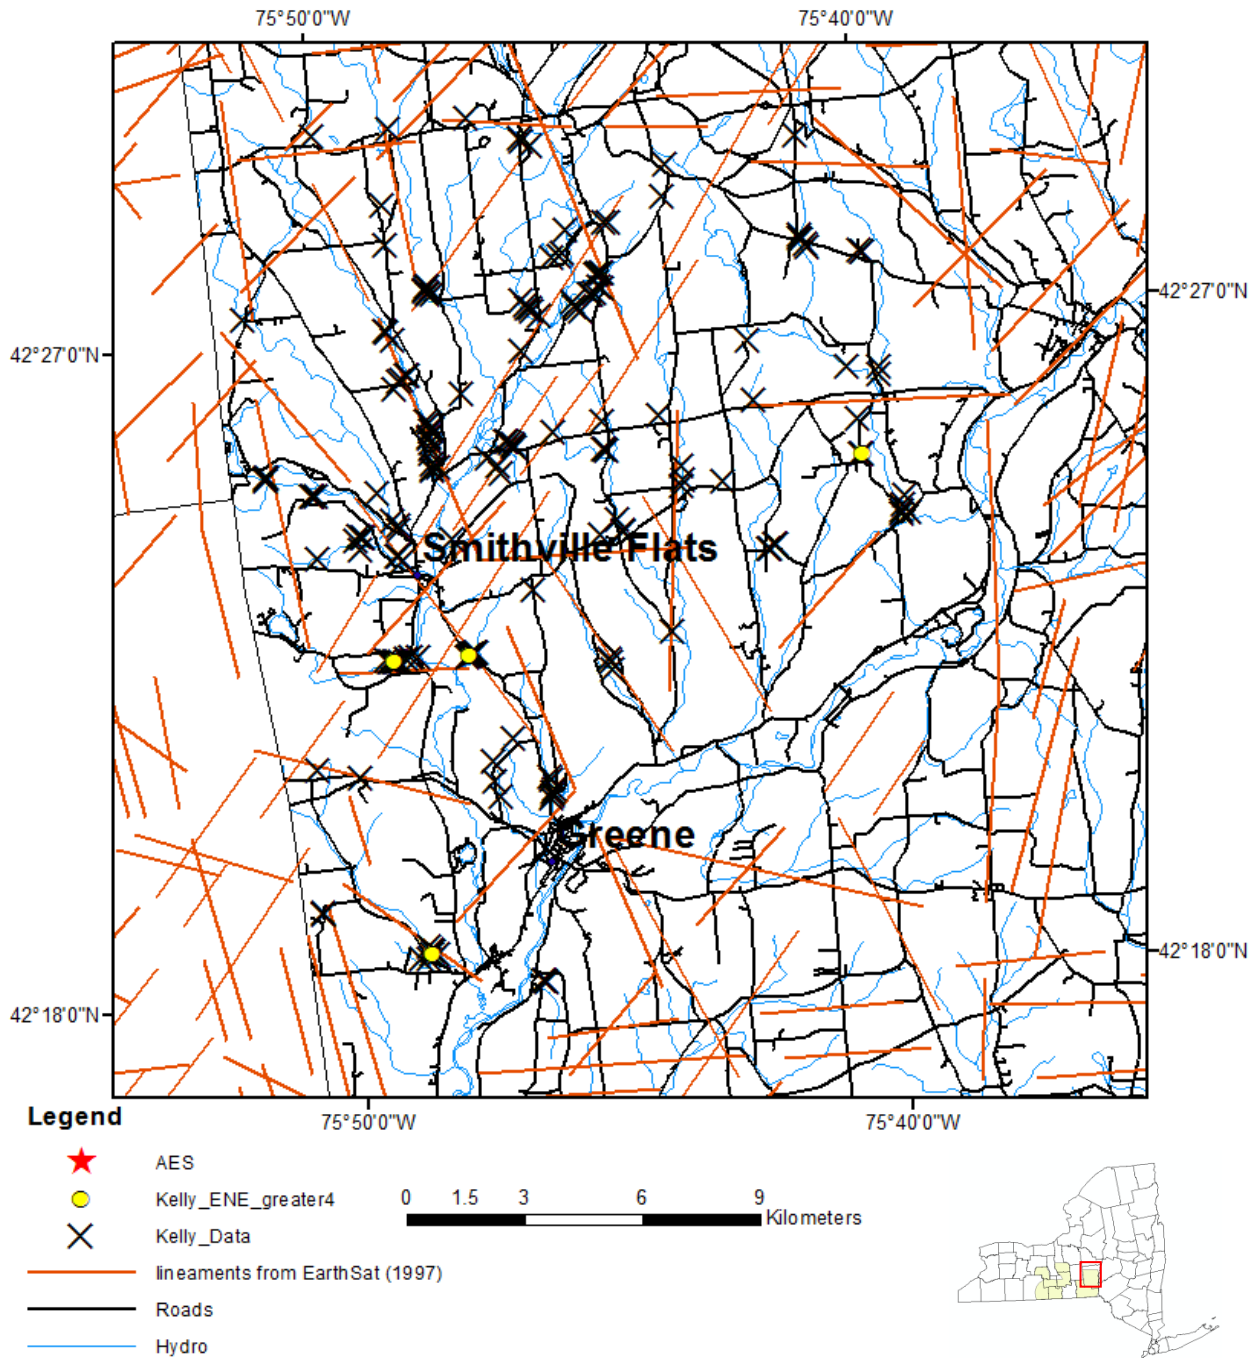 75°50'0"W
75°40'0"W
42°27'0"N
42°27'0"N
Smithville Flats
Greene
42°18'0"N
42°18'0"N
75°50'0"W
75°40'0"W
Legend
AES
Kelly_ENE_greater4
Kelly_Data
lineaments from EarthSat (1997)
Roads
Hydro
0 1.5 3 6 9
Kilometers